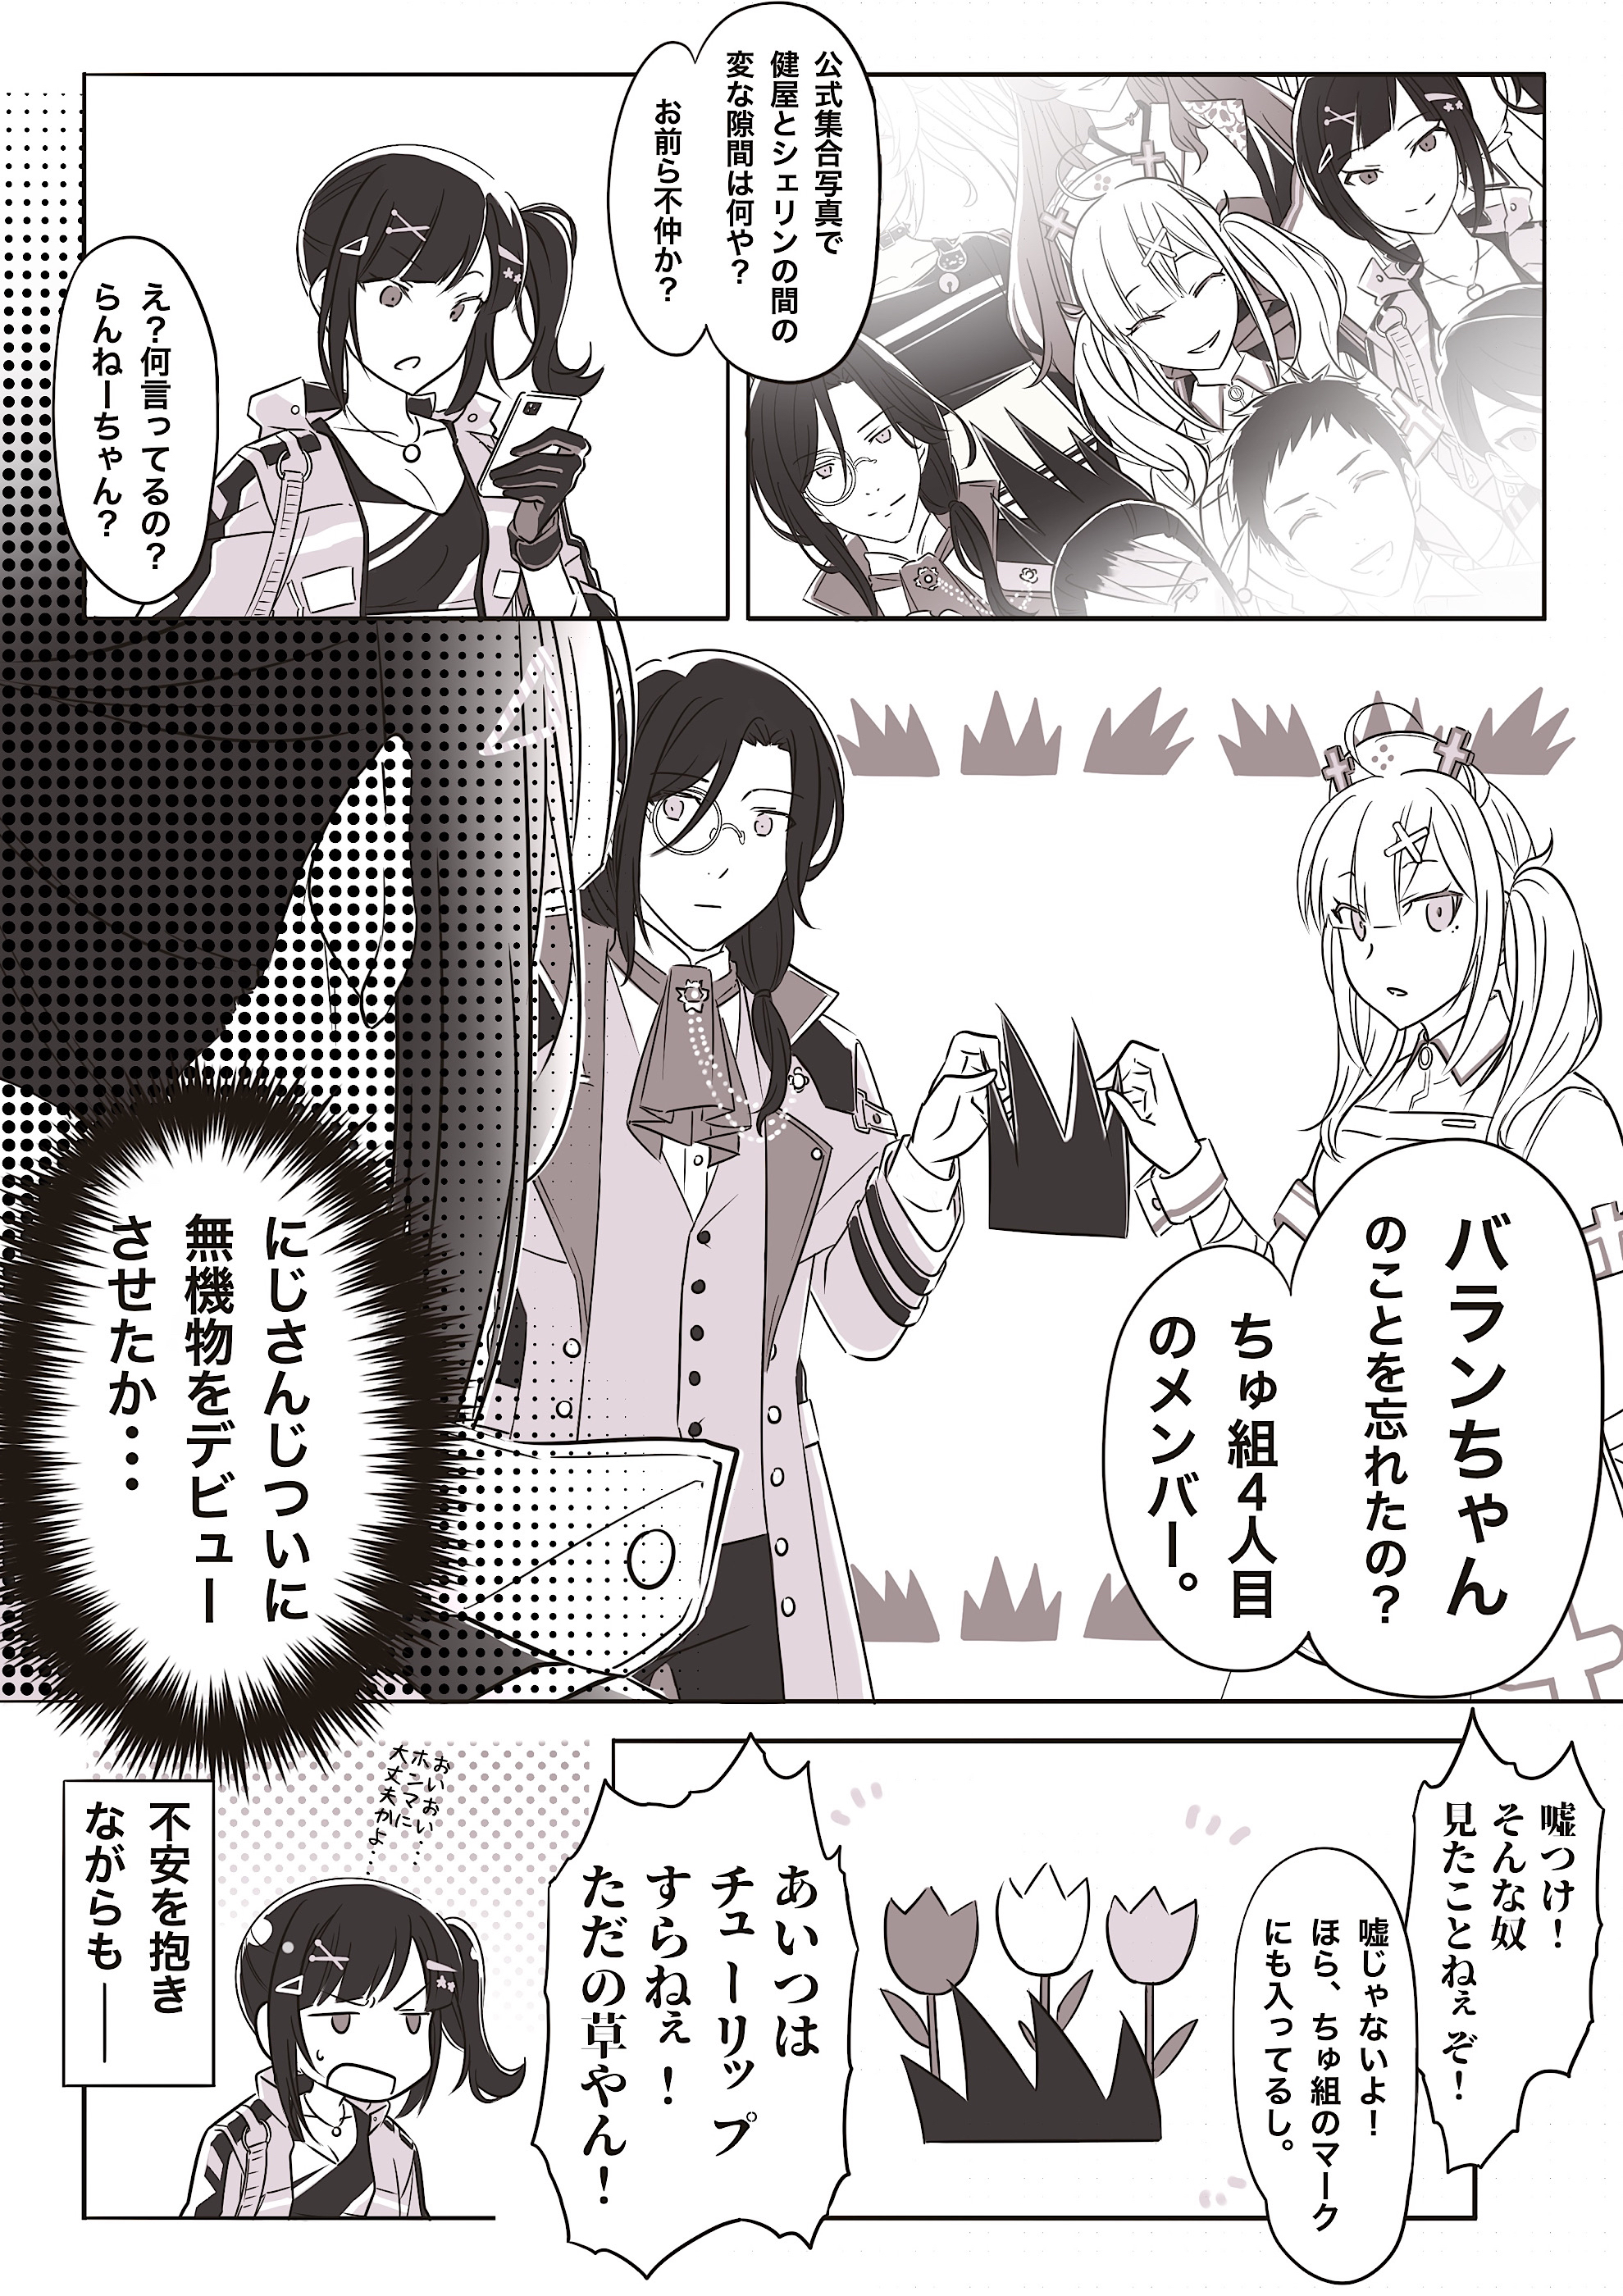 公式集合写真で
健屋とシェリンの間の
変な隙間は何や？
お前ら不仲か？
え？何言ってるの？
らんねーちゃん？
バランちゃん
のことを忘れたの？
ちゅ組４人目
のメンバー。
にじさんじついに
無機物をデビュー
させたか・・・
嘘つけ！
そんな奴
見たことねぇぞ！
嘘じゃないよ！
ほら、ちゅ組のマーク
にも入ってるし。
あいつは
チューリップ
すらねぇ！
ただの草やん！
おいおい…
ホンマに
大丈夫かよ…
不安を抱き
ながらも――